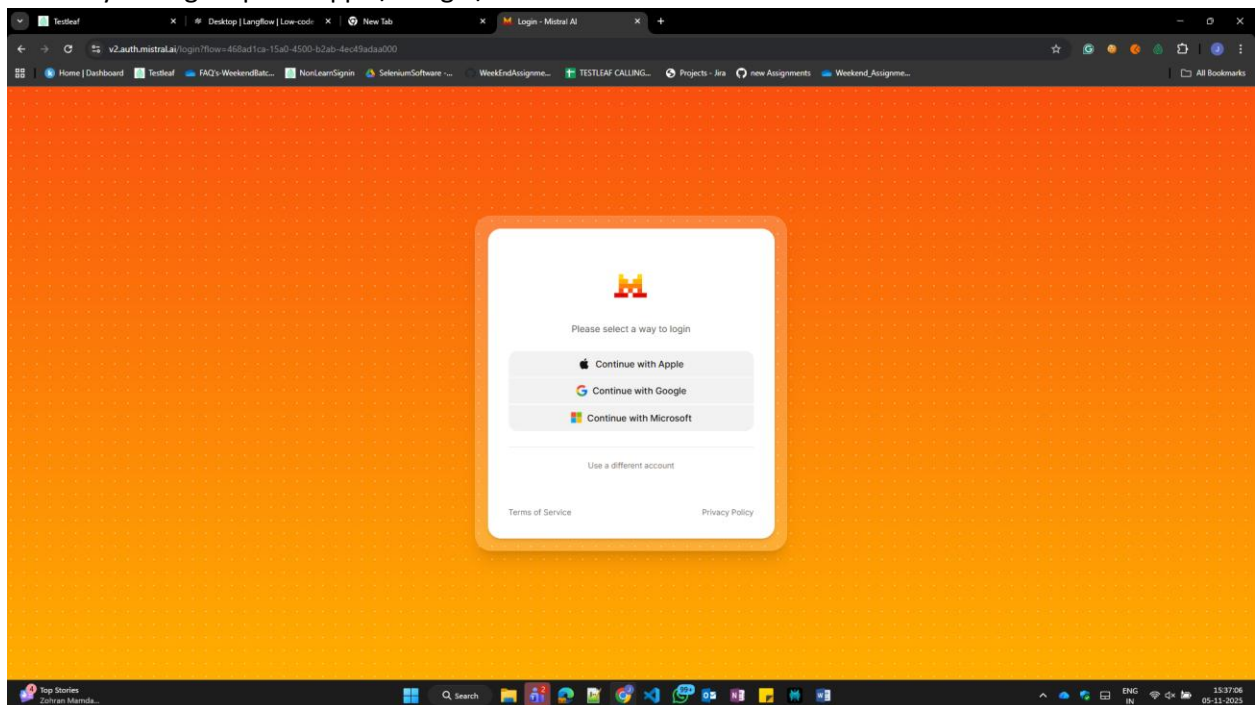 Testleaf
Desktop | Langflow | Low-code
New Tab
Login - Mistral AI
v2.auth.mistral.ai/login?flow=468ad1ca-15a0-4500-b2ab-4ec49adaa000
Home | Dashboard
Testleaf
FAQ's-WeekendBatc...
NonLearnSignin
SeleniumSoftware -...
WeekEndAssignme...
TESTLEAF CALLING...
Projects - Jira
new Assignments
Weekend_Assignme...
All Bookmarks
Please select a way to login
Continue with Apple
Continue with Google
Continue with Microsoft
Use a different account
Terms of Service
Privacy Policy
Top Stories
Zohran Mamda...
Search
99+
ENG
IN
15:37:06
05-11-2025